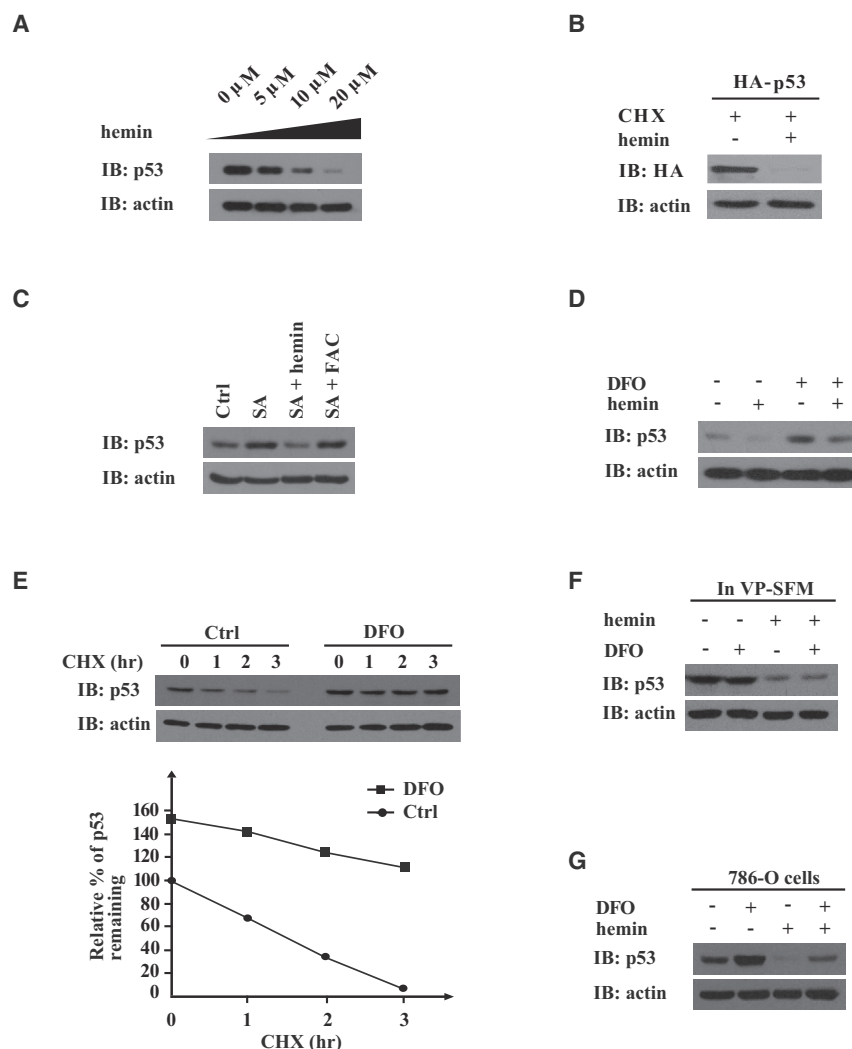 A
0 μM 5 μM 10 μM 20 μM
hemin
IB: p53
IB: actin
B
HA-p53
CHX + +
hemin - +
IB: HA
IB: actin
C
Ctrl SA SA + hemin SA + FAC
IB: p53
IB: actin
D
DFO - - + +
hemin - + - +
IB: p53
IB: actin
E
Ctrl DFO
CHX (hr) 0 1 2 3 0 1 2 3
IB: p53
IB: actin
Relative % of p53
remaining
160
140
120
100
80
60
40
20
0
DFO
Ctrl
0 1 2 3
CHX (hr)
F
In VP-SFM
hemin - - + +
DFO - + - +
IB: p53
IB: actin
G
786-O cells
DFO - + - +
hemin - - + +
IB: p53
IB: actin